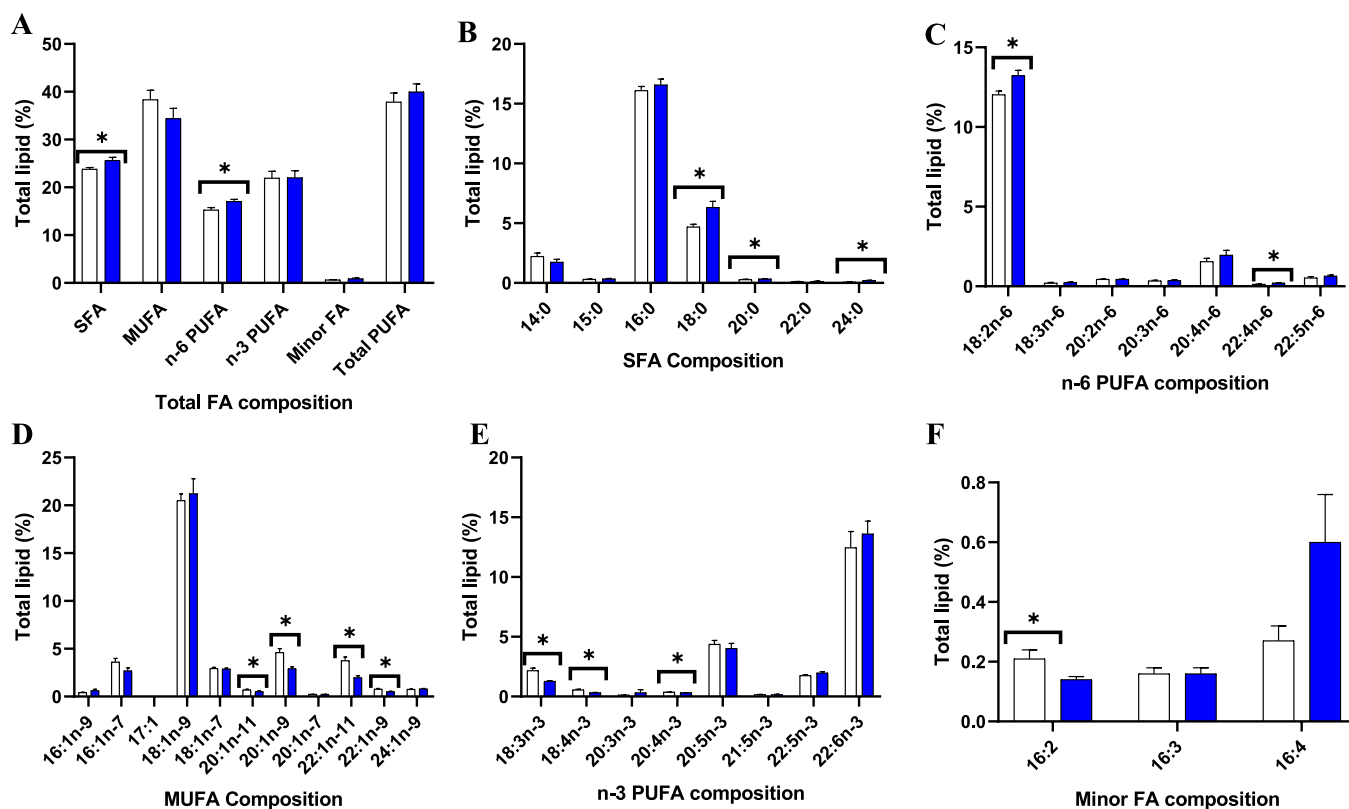 A
Total lipid (%)
50
40
30
20
10
0
*
*
SFA
MUFA
n-6 PUFA
n-3 PUFA
Minor FA
Total PUFA
Total FA composition
B
Total lipid (%)
20
15
10
5
0
*
*
*
14:0
15:0
16:0
18:0
20:0
22:0
24:0
SFA Composition
C
Total lipid (%)
15
10
5
0
*
*
18:2n-6
18:3n-6
20:2n-6
20:3n-6
20:4n-6
22:4n-6
22:5n-6
n-6 PUFA composition
D
Total lipid (%)
25
20
15
10
5
0
*
*
*
*
16:1n-9
16:1n-7
17:1
18:1n-9
18:1n-7
20:1n-11
20:1n-9
20:1n-7
22:1n-11
22:1n-9
24:1n-9
MUFA Composition
E
Total lipid (%)
20
15
10
5
0
*
*
*
18:3n-3
18:4n-3
20:3n-3
20:4n-3
20:5n-3
21:5n-3
22:5n-3
22:6n-3
n-3 PUFA composition
F
Total lipid (%)
0.8
0.6
0.4
0.2
0.0
*
16:2
16:3
16:4
Minor FA composition